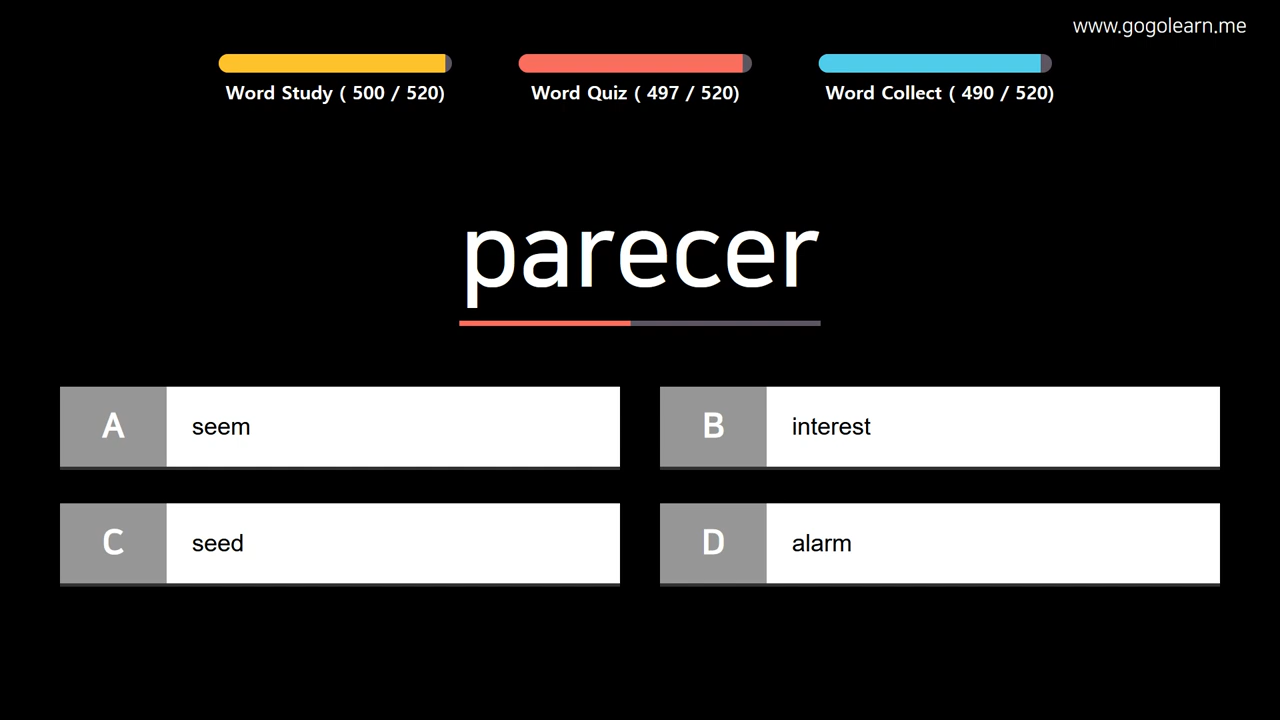 www.gogolearn.me
Word Study ( 500 / 520)
Word Quiz ( 497 / 520)
Word Collect ( 490 / 520)
parecer
A seem
B interest
C seed
D alarm